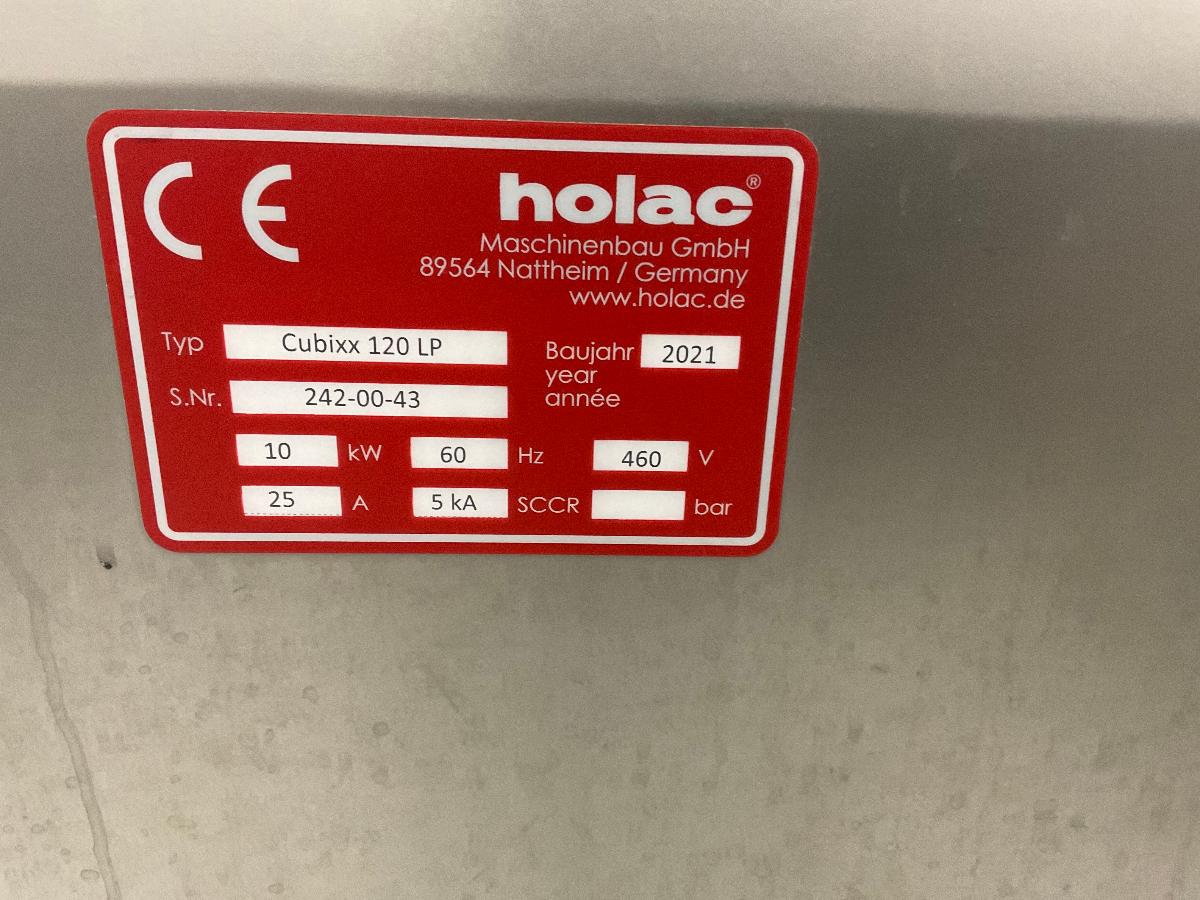 CE
holac®
Maschinenbau GmbH
89564 Nattheim / Germany
www.holac.de
Typ Cubixx 120 LP Baujahr 2021
year
S.Nr. 242-00-43 année
10 kW 60 Hz 460 V
25 A 5 kA SCCR bar